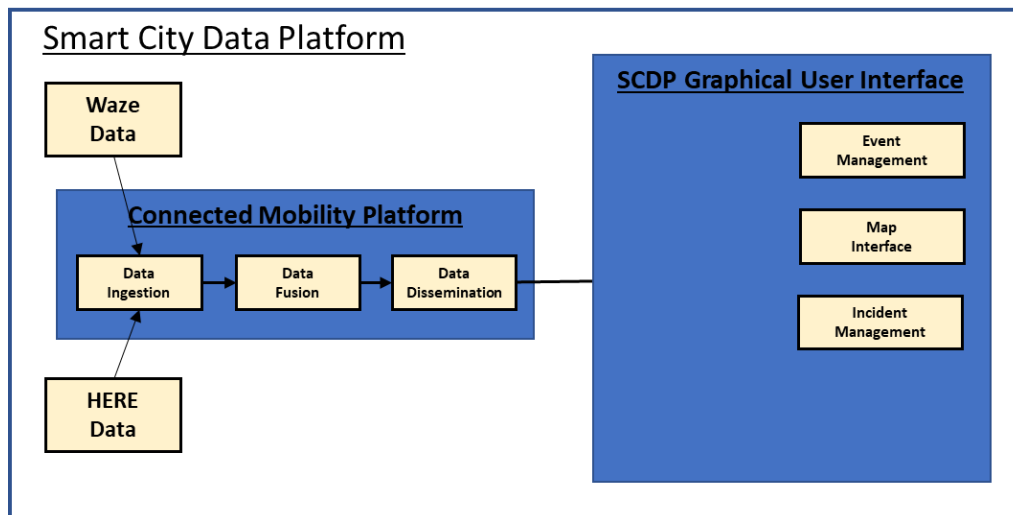 Smart City Data Platform
Waze
Data
Connected Mobility Platform
Data
Ingestion
Data
Fusion
Data
Dissemination
HERE
Data
SCDP Graphical User Interface
Event
Management
Map
Interface
Incident
Management